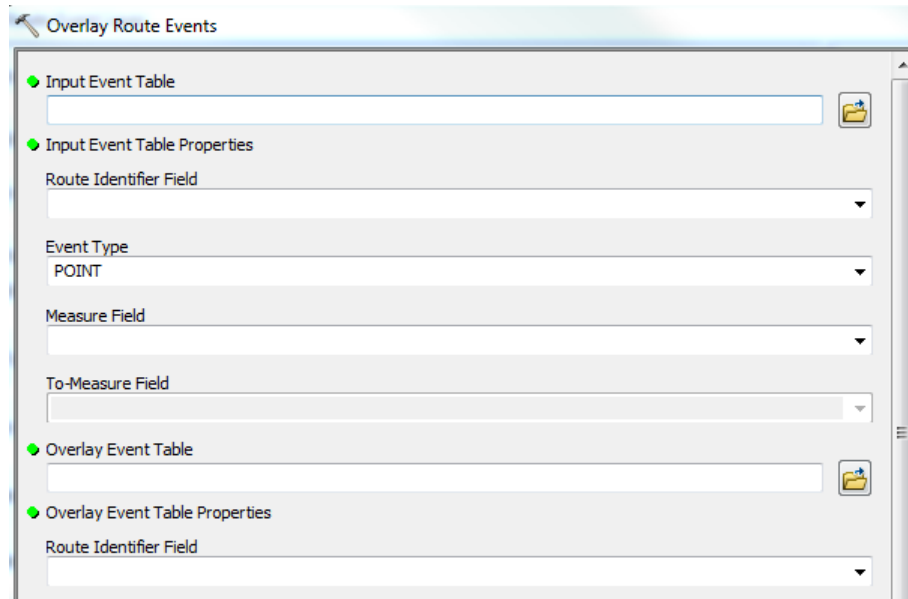 Overlay Route Events
Input Event Table
Input Event Table Properties
Route Identifier Field
Event Type
POINT
Measure Field
To-Measure Field
Overlay Event Table
Overlay Event Table Properties
Route Identifier Field